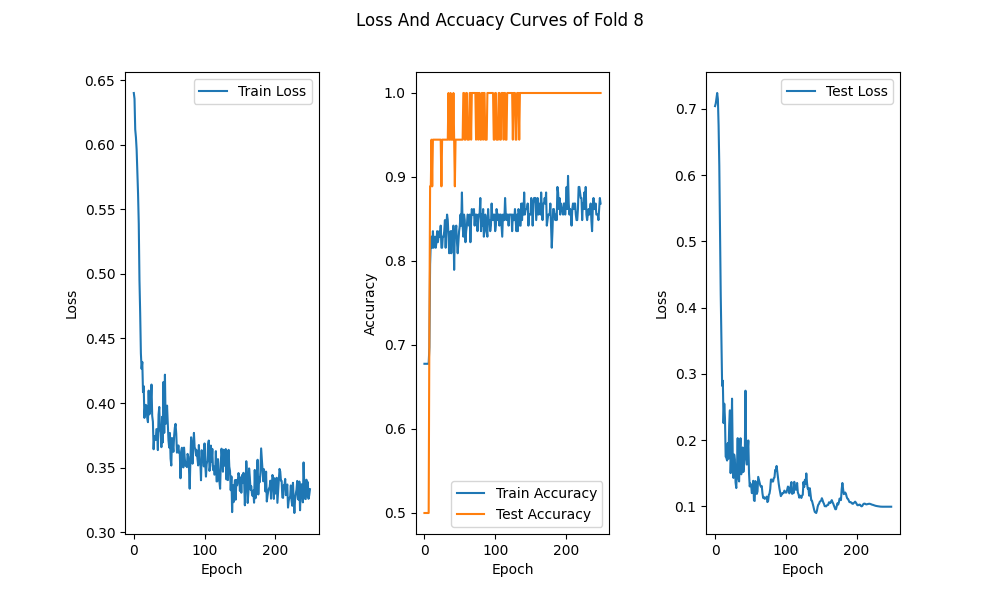 Loss And Accuacy Curves of Fold 8
Train Loss
0.65
0.60
0.55
0.50
0.45
0.40
0.35
0.30
Loss
0
100
200
Epoch
1.0
0.9
0.8
0.7
0.6
0.5
Accuracy
Train Accuracy
Test Accuracy
0
100
200
Epoch
Test Loss
0.7
0.6
0.5
0.4
0.3
0.2
0.1
Loss
0
100
200
Epoch